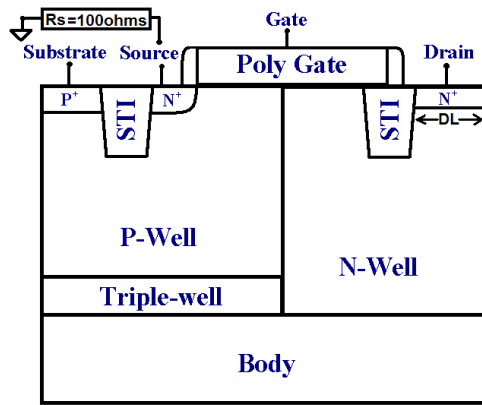 Rs=100ohms
Gate
Substrate
Source
Drain
Poly Gate
P+
STI
N+
STI
N+
DL
P-Well
N-Well
Triple-well
Body